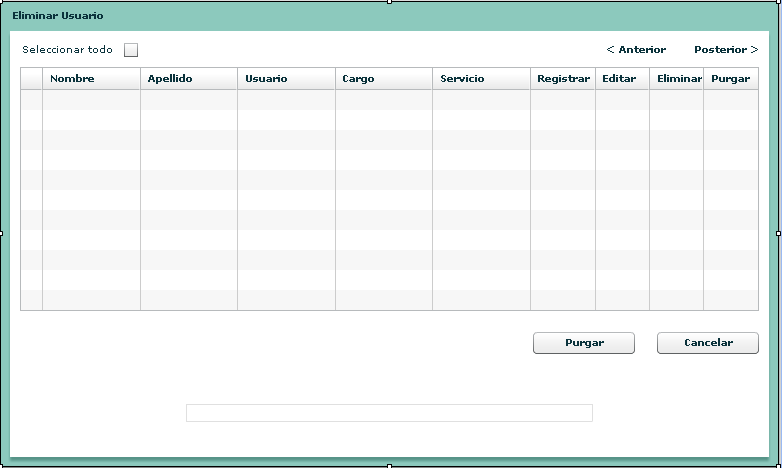 Eliminar Usuario
Seleccionar todo < Anterior Posterior >
Nombre Apellido Usuario Cargo Servicio Registrar Editar Eliminar Purgar
Purgar Cancelar